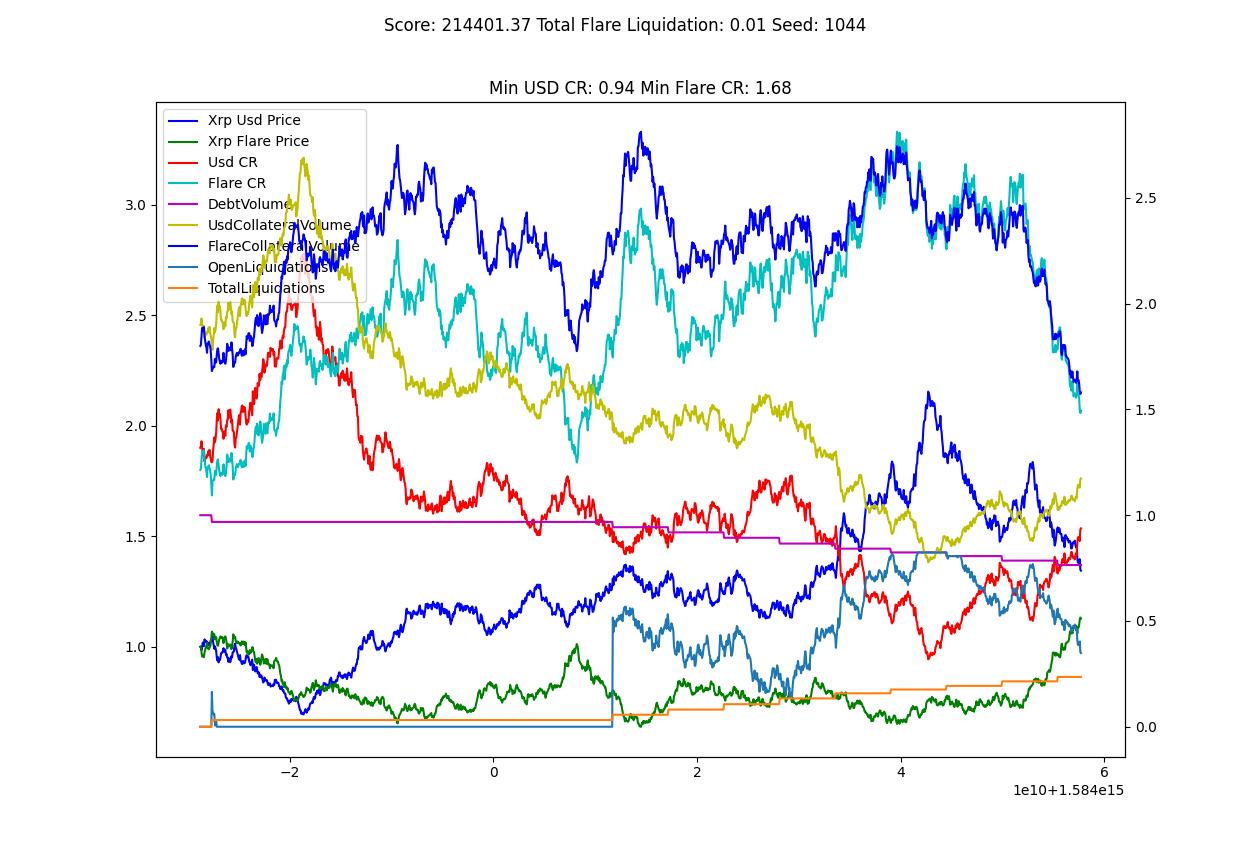 Score: 214401.37 Total Flare Liquidation: 0.01 Seed: 1044
Min USD CR: 0.94 Min Flare CR: 1.68
Xrp Usd Price
Xrp Flare Price
Usd CR
Flare CR
DebtVolume
UsdCollateralVolume
FlareCollateralVolume
OpenLiquidations
TotalLiquidations
3.0
2.5
2.0
1.5
1.0
2.5
2.0
1.5
1.0
0.5
0.0
−2
0
2
4
6
1e10+1.584e15